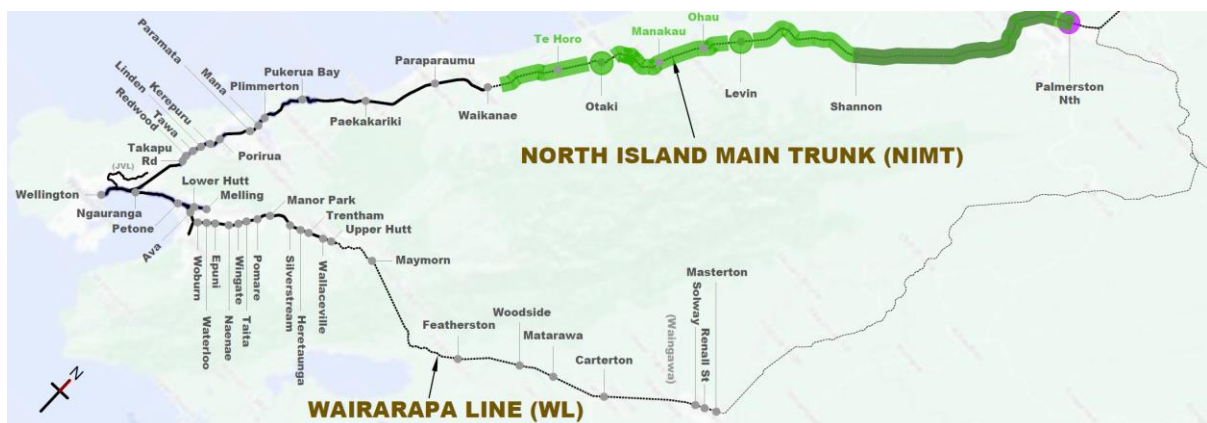 Paramata
Mana
Linden
Kerepuru
Redwood
Tawa
Takapu
Rd
Porirua
Plimmerton
Pukerua Bay
Paekakariki
Paraparaumu
Waikanae
Te Horo
Otaki
Manakau
Ohau
Levin
Shannon
Palmerston
Nth
NORTH ISLAND MAIN TRUNK (NIMT)
(JVL)
Wellington
Ngauranga
Petone
Lower Hutt
Melling
Ava
Woburn
Waterloo
Epuni
Naenae
Wingate
Taita
Pomare
Manor Park
Silverstream
Heretaunga
Trentham
Wallaceville
Upper Hutt
Maymorn
Featherston
Woodside
Matarawa
Carterton
Masterton
Solway
(Waingawa)
Renall St
WAIRARAPA LINE (WL)
N